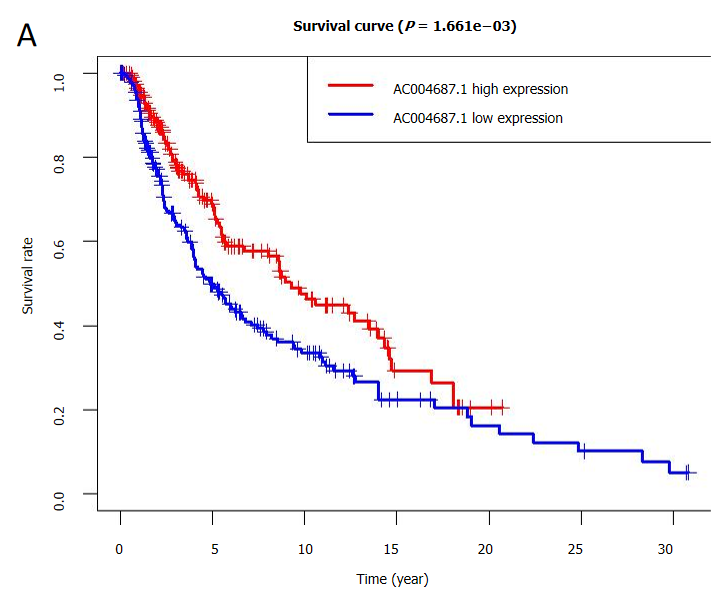 A
Survival curve (P = 1.661e−03)
AC004687.1 high expression
AC004687.1 low expression
Survival rate
1.0
0.8
0.6
0.4
0.2
0.0
0 5 10 15 20 25 30
Time (year)